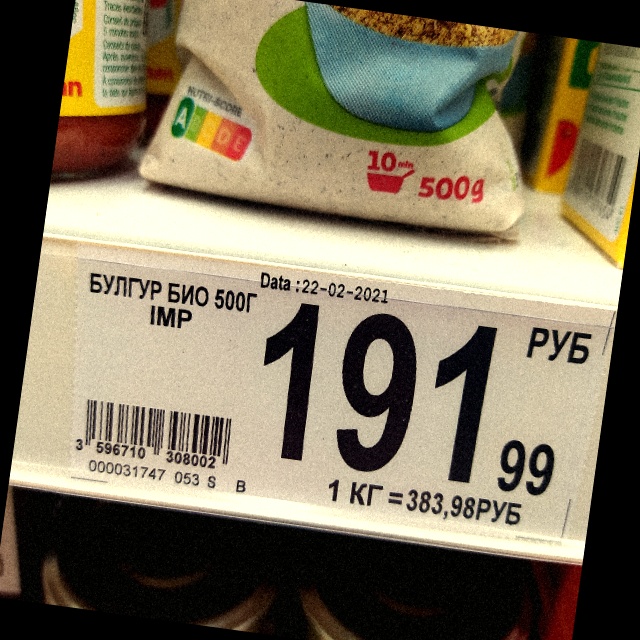 NUTRI-SCORE
A
10 min
500g
Data :22-02-2021
БУЛГУР БИО 500Г
IMP
191
99
РУБ
3 596710 308002
000031747 053 S B
1 КГ =383,98РУБ